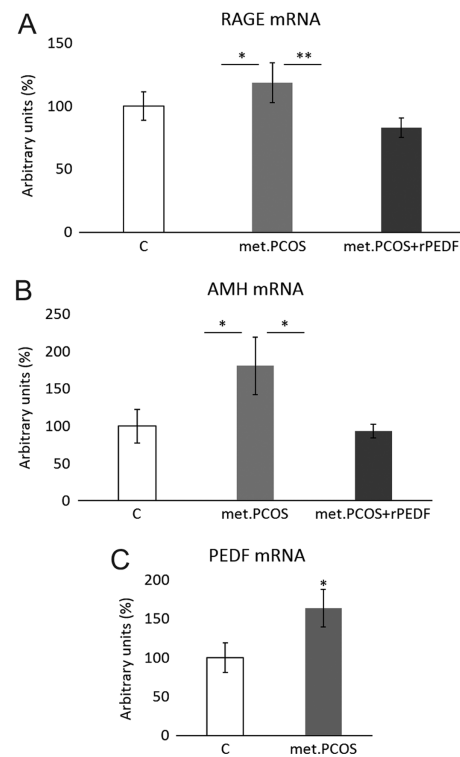 A
RAGE mRNA
Arbitrary units (%)
150
100
50
0
* **
C met.PCOS met.PCOS+rPEDF
B
AMH mRNA
Arbitrary units (%)
250
200
150
100
50
0
* *
C met.PCOS met.PCOS+rPEDF
C
PEDF mRNA
Arbitrary units (%)
200
150
100
50
0
*
C met.PCOS